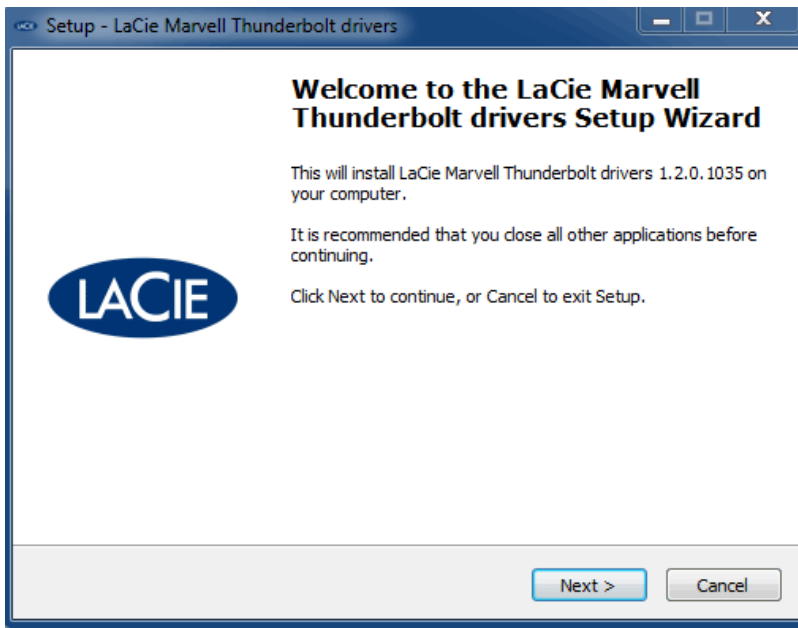 Setup - LaCie Marvell Thunderbolt drivers
Welcome to the LaCie Marvell
Thunderbolt drivers Setup Wizard
This will install LaCie Marvell Thunderbolt drivers 1.2.0.1035 on
your computer.
It is recommended that you close all other applications before
continuing.
LACIE
Click Next to continue, or Cancel to exit Setup.
Next >
Cancel